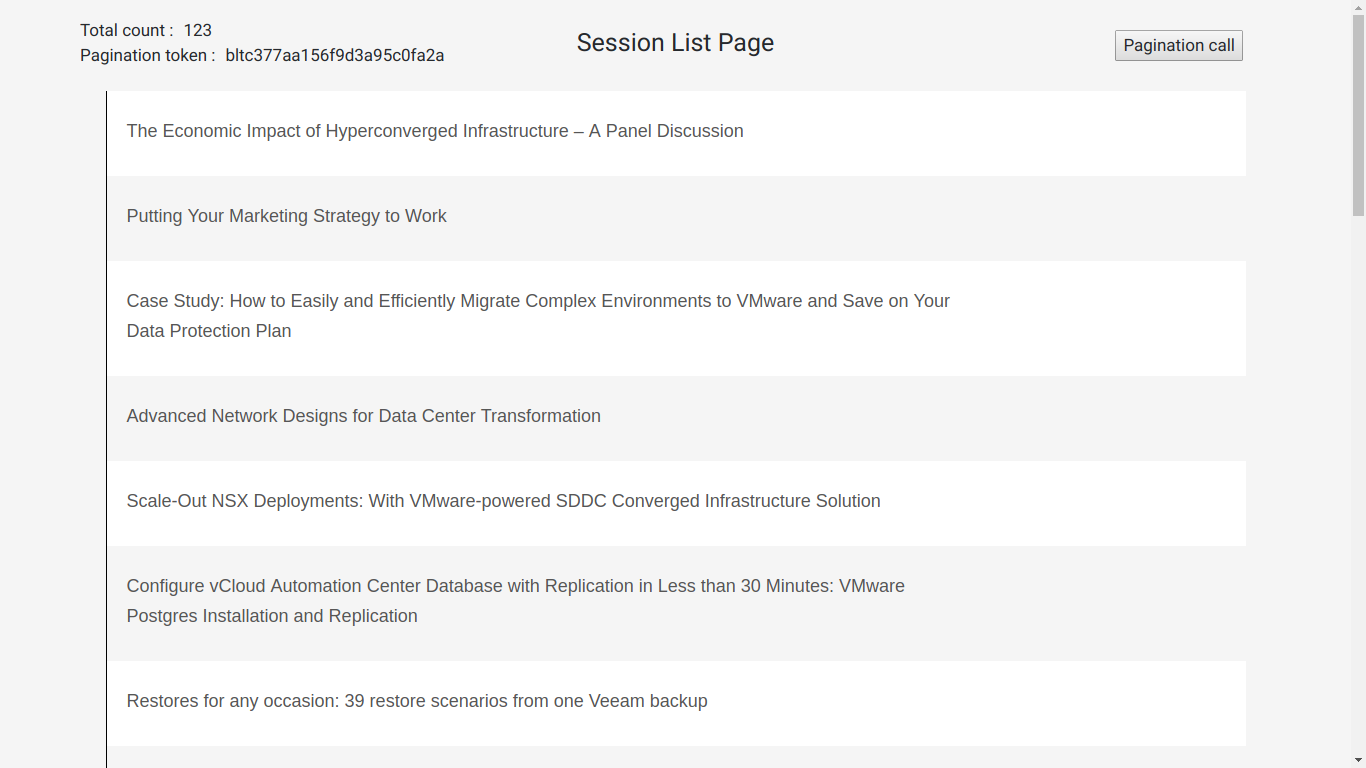 Total count : 123
Pagination token : bltc377aa156f9d3a95c0fa2a
Session List Page
Pagination call
The Economic Impact of Hyperconverged Infrastructure – A Panel Discussion
Putting Your Marketing Strategy to Work
Case Study: How to Easily and Efficiently Migrate Complex Environments to VMware and Save on Your
Data Protection Plan
Advanced Network Designs for Data Center Transformation
Scale-Out NSX Deployments: With VMware-powered SDDC Converged Infrastructure Solution
Configure vCloud Automation Center Database with Replication in Less than 30 Minutes: VMware
Postgres Installation and Replication
Restores for any occasion: 39 restore scenarios from one Veeam backup